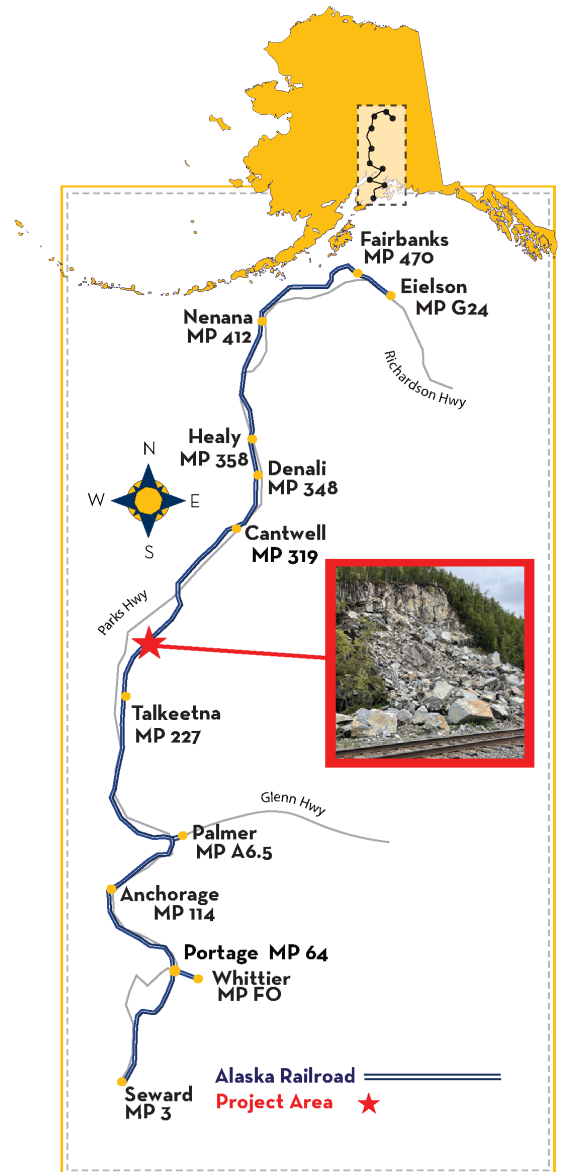 Fairbanks
MP 470
Eielson
MP G24
Nenana
MP 412
Richardson Hwy
Healy
MP 358
Denali
MP 348
N
W
E
S
Cantwell
MP 319
Parks Hwy
Talkeetna
MP 227
Glenn Hwy
Palmer
MP A6.5
Anchorage
MP 114
Portage MP 64
Whittier
MP FO
Seward
MP 3
Alaska Railroad
Project Area